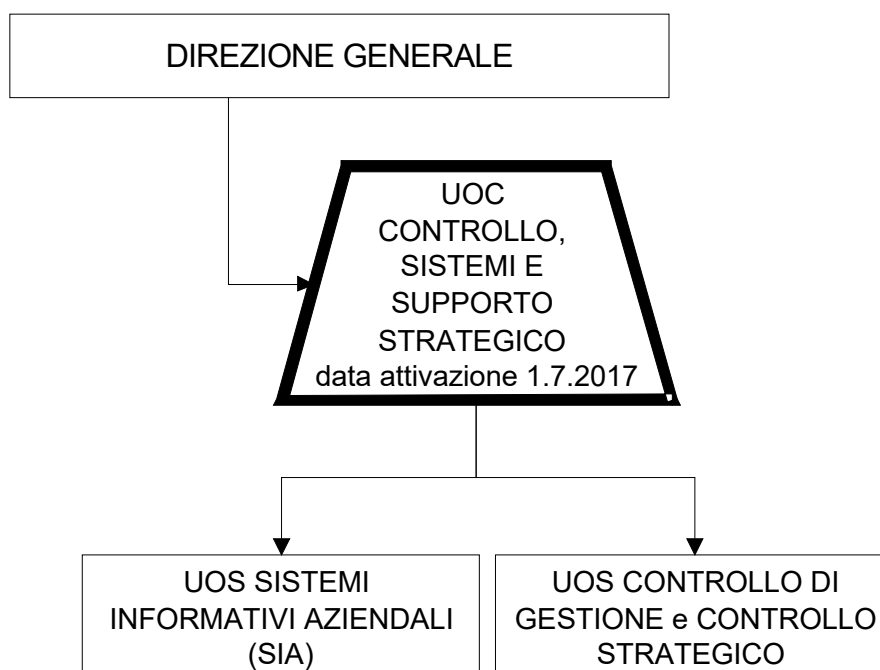 DIREZIONE GENERALE
UOC
CONTROLLO,
SISTEMI E
SUPPORTO
STRATEGICO
data attivazione 1.7.2017
UOS SISTEMI
INFORMATIVI AZIENDALI
(SIA)
UOS CONTROLLO DI
GESTIONE e CONTROLLO
STRATEGICO